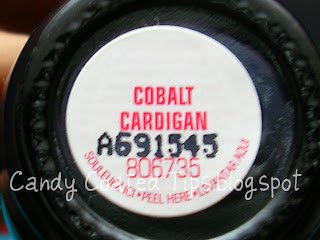 COBALT
CARDIGAN
A691545
806735
SOULEVEZ ICI • PEEL HERE • LEVANTAR AQUI
Candy Coated Tips.blogspot